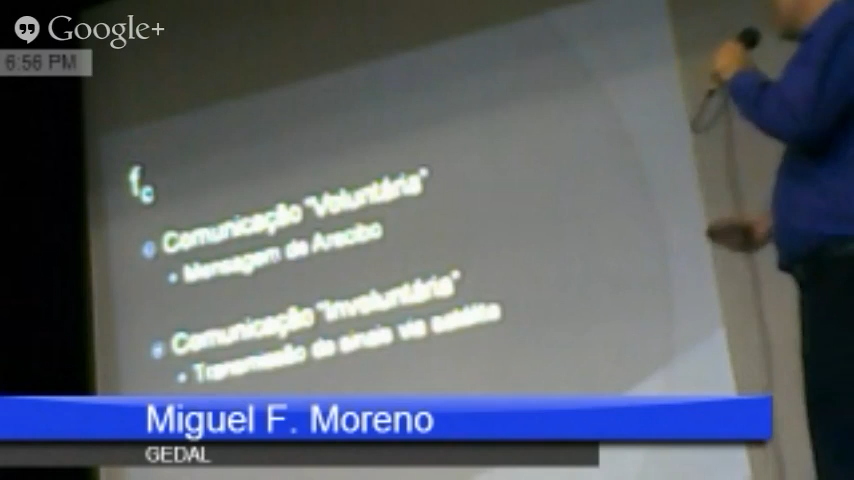 Google+
6:56 PM
fc
Comunicação "Voluntária"
Mensagem de Arecibo
Comunicação "Involuntária"
Transmissão de sinais via satélite
Miguel F. Moreno
GEDAL